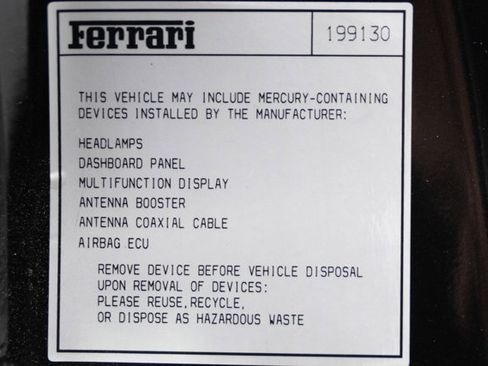 Ferrari 199130
THIS VEHICLE MAY INCLUDE MERCURY-CONTAINING
DEVICES INSTALLED BY THE MANUFACTURER:
HEADLAMPS
DASHBOARD PANEL
MULTIFUNCTION DISPLAY
ANTENNA BOOSTER
ANTENNA COAXIAL CABLE
AIRBAG ECU
REMOVE DEVICE BEFORE VEHICLE DISPOSAL
UPON REMOVAL OF DEVICES:
PLEASE REUSE,RECYCLE,
OR DISPOSE AS HAZARDOUS WASTE